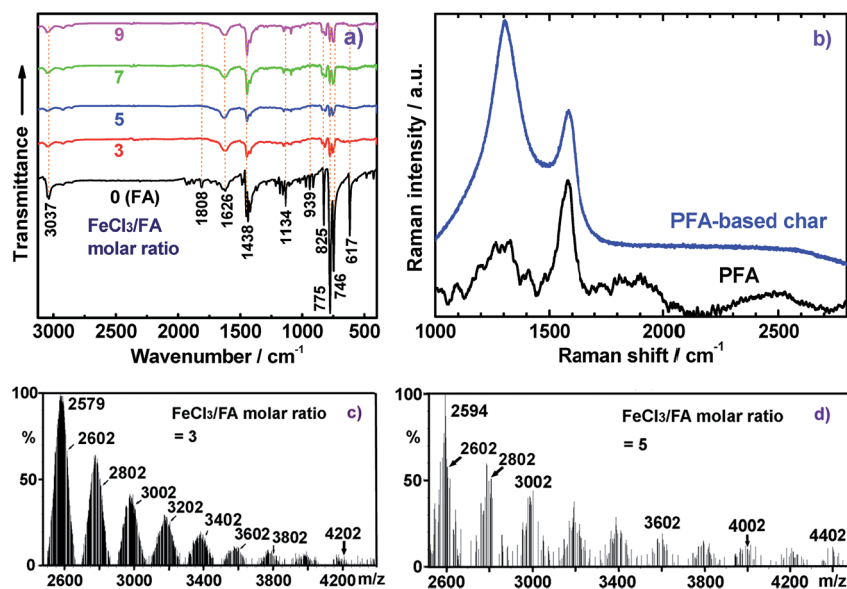 a)
9
7
5
3
0 (FA)
FeCl₃/FA
molar ratio
3037
1808
1626
1438
1134
939
825
775
746
617
Transmittance
3000 2500 2000 1500 1000 500
Wavenumber / cm⁻¹
b)
PFA-based char
PFA
Raman intensity / a.u.
1000 1500 2000 2500
Raman shift / cm⁻¹
c)
100
%
50
0
FeCl₃/FA molar ratio
= 3
2579
2602
2802
3002
3202
3402
3602
3802
4202
2600 3000 3400 3800 4200 m/z
d)
100
%
50
0
FeCl₃/FA molar ratio
= 5
2594
2602
2802
3002
3602
4002
4402
2600 3000 3400 3800 4200 m/z